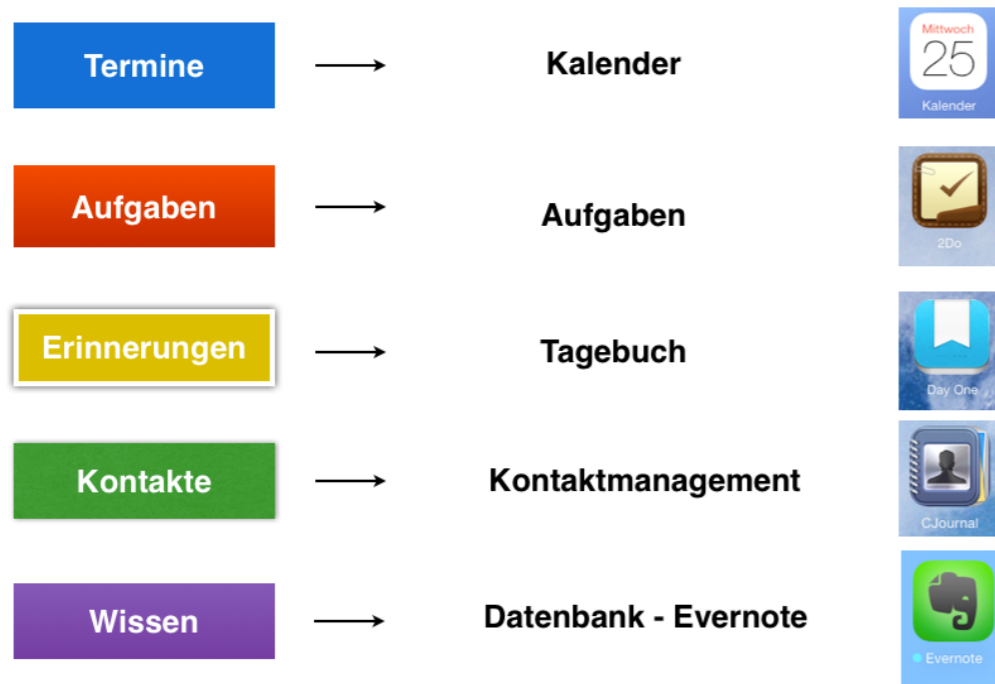 Termine
Kalender
Mittwoch
25
Kalender
Aufgaben
Aufgaben
2Do
Erinnerungen
Tagebuch
Day One
Kontakte
Kontaktmanagement
CJournal
Wissen
Datenbank - Evernote
Evernote